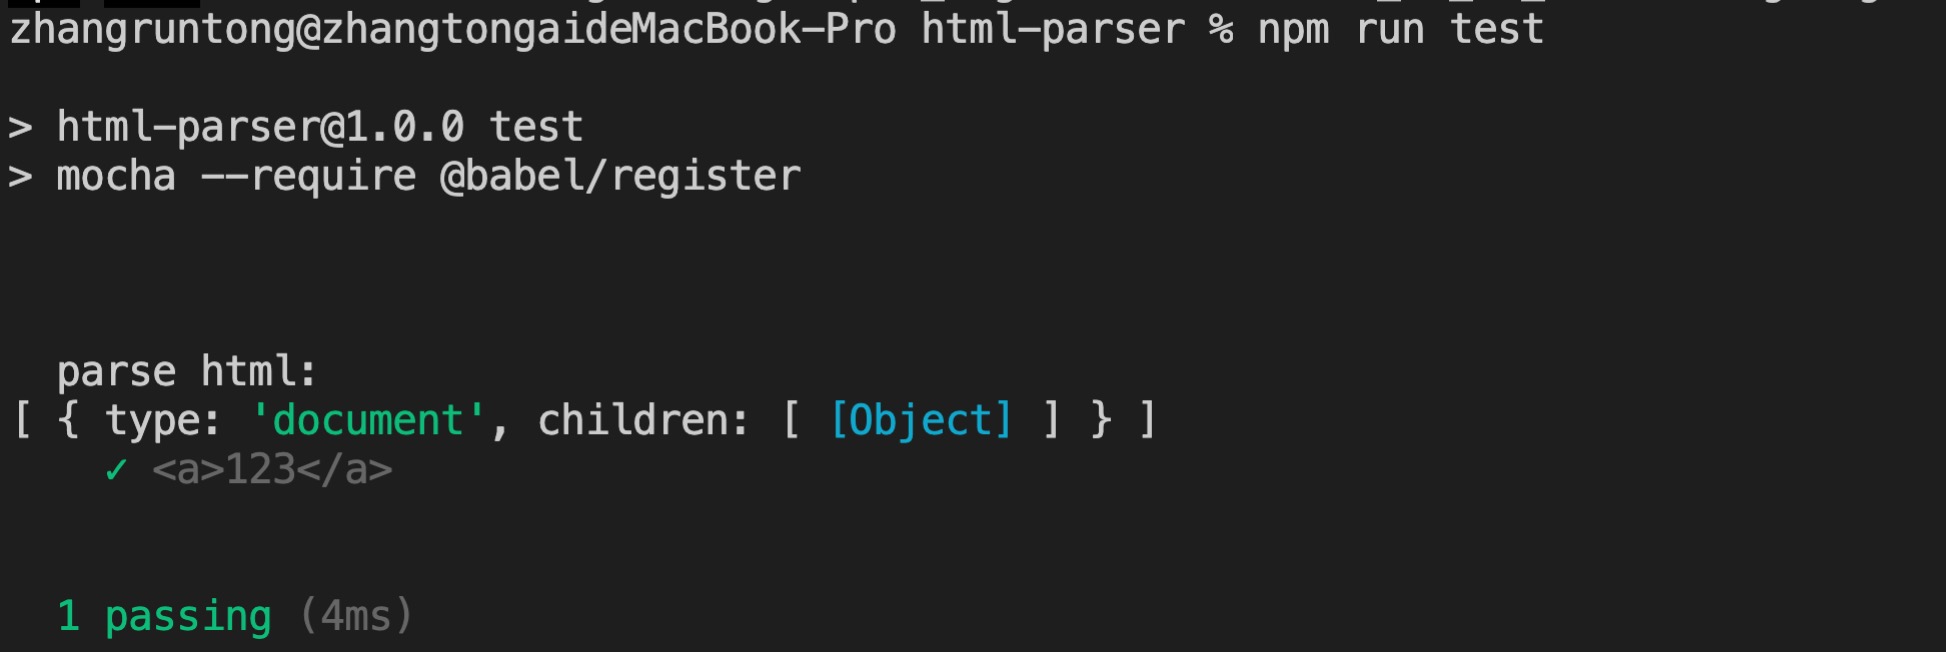 zhangruntong@zhangtongaideMacBook-Pro html-parser % npm run test
> html-parser@1.0.0 test
> mocha --require @babel/register
parse html:
[ { type: 'document', children: [ [Object] ] } ]
✓ <a>123</a>
1 passing (4ms)